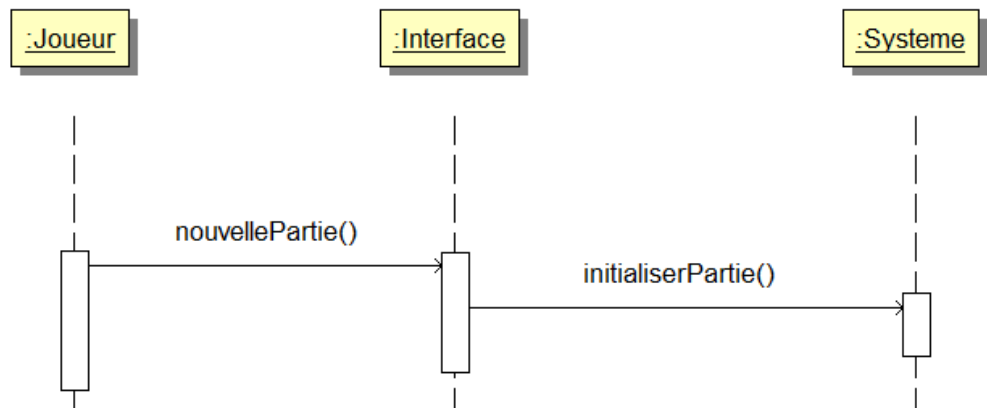 :Joueur
:Interface
:Systeme
nouvellePartie()
initialiserPartie()